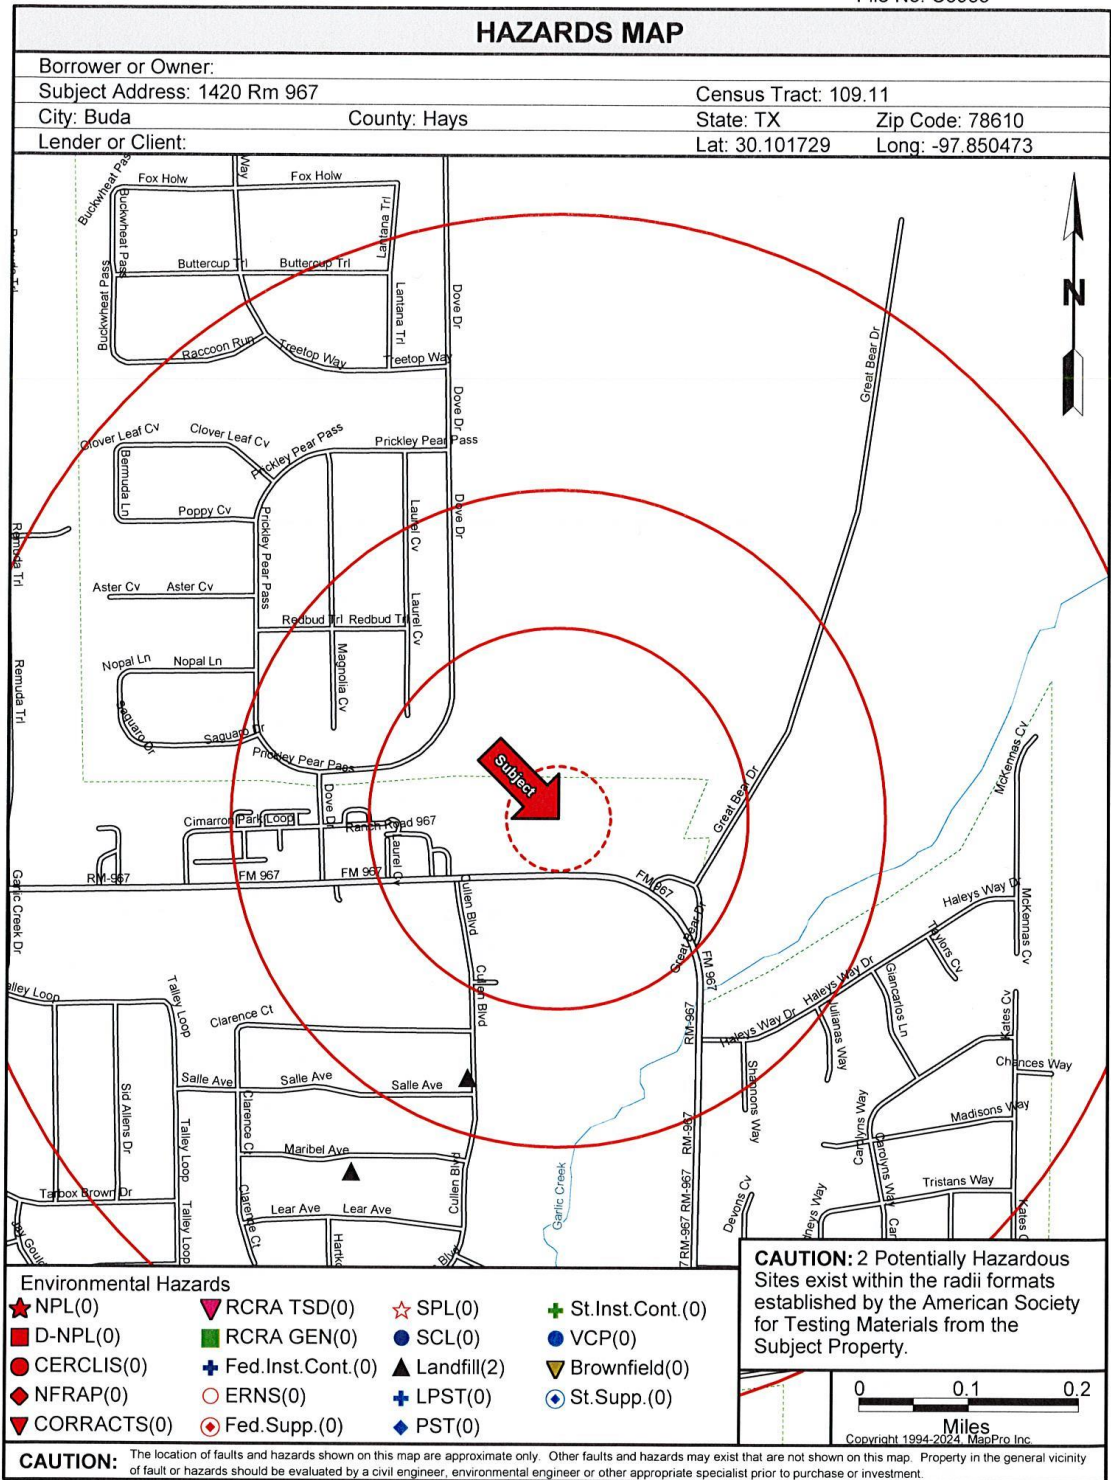 HAZARDS MAP
Borrower or Owner:
Subject Address: 1420 Rm 967
Census Tract: 109.11
City: Buda
County: Hays
State: TX
Zip Code: 78610
Lender or Client:
Lat: 30.101729
Long: -97.850473
Buckwheat Pas
Way
Fox Holw
Fox Holw
Buckwheat Pass
Lantana Trl
Buttercup Trl
Buttercup Trl
Buckwheat Pass
Lantana Trl
Dove Dr
N
Raccoon Run
Treetop Way
Treetop Way
Great Bear Dr
Dove Dr
Clover Leaf Cv
Clover Leaf Cv
Prickley Pear Pass
Prickley Pear Pass
Bermuda Ln
Poppy Cv
Prickley Pear Pass
Laurel Cv
Dove Dr
Remuda Trl
Aster Cv
Aster Cv
Laurel Cv
Redbud Trl
Redbud Trl
Nopal Ln
Nopal Ln
Magnolia Cv
Remuda Trl
Saguaro Dr
Saguaro Dr
Prickley Pear Pass
Subject
McKennas Cv
Great Bear Dr
Dove Dr
Cimarron Park Loop
Ranch Road 967
Laurel Cv
RM-967
FM 967
FM 967
FM 967
Garlic Creek Dr
Cullen Blvd
Haleys Way Dr
McKennas Cv
Great Bear Dr
FM 967
Taylors Cv
Cullen Blvd
Haleys Way Dr
Giancarlos Ln
alley Loop
Talley Loop
Clarence Ct
RM-967
Haleys Way Dr
Julianas Way
Kates Cv
Chances Way
Salle Ave
Salle Ave
Salle Ave
Shannons Way
Sid Allens Dr
Clarence Ct
Madisons Way
Carolyns Way
Talley Loop
Maribel Ave
RM-967
Carolyns Way
Cullen Blvd
Garlic Creek
Tristans Way
Tarbox Brown Dr
RM-967
Devons Cv
dneys Way
Lear Ave
Lear Ave
Clarence Ct
Talley Loop
7 RM-967
Jay Goul
Blvd
CAUTION: 2 Potentially Hazardous
Sites exist within the radii formats
established by the American Society
for Testing Materials from the
Subject Property.
Environmental Hazards
NPL(0)
RCRA TSD(0)
SPL(0)
St.Inst.Cont.(0)
D-NPL(0)
RCRA GEN(0)
SCL(0)
VCP(0)
CERCLIS(0)
Fed.Inst.Cont.(0)
Landfill(2)
Brownfield(0)
NFRAP(0)
ERNS(0)
LPST(0)
St.Supp.(0)
CORRACTS(0)
Fed.Supp.(0)
PST(0)
0 0.1 0.2
Miles
Copyright 1994-2024, MapPro Inc.
CAUTION: The location of faults and hazards shown on this map are approximate only. Other faults and hazards may exist that are not shown on this map. Property in the general vicinity
of fault or hazards should be evaluated by a civil engineer, environmental engineer or other appropriate specialist prior to purchase or investment.